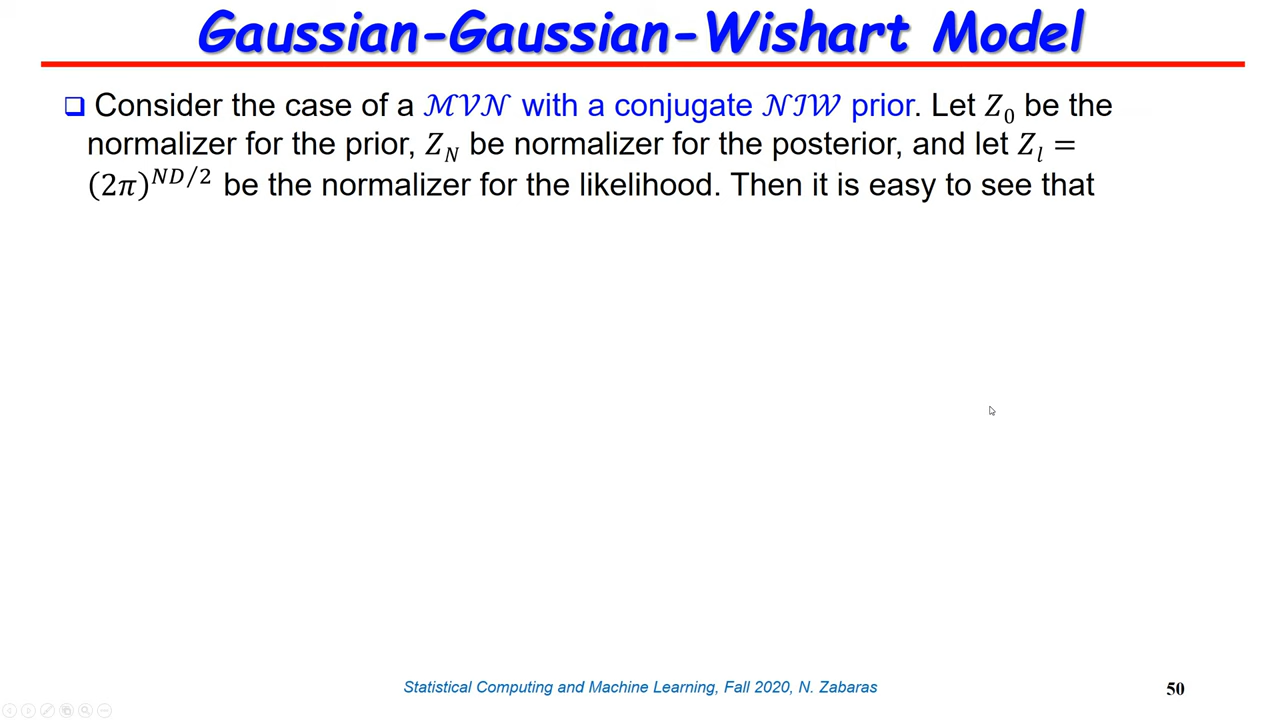 Gaussian-Gaussian-Wishart Model
❑ Consider the case of a 𝓜𝓥𝓝 with a conjugate 𝓝𝓘𝓦 prior. Let Z₀ be the
normalizer for the prior, Z_N be normalizer for the posterior, and let Z_l =
(2π)^{ND/2} be the normalizer for the likelihood. Then it is easy to see that
Statistical Computing and Machine Learning, Fall 2020, N. Zabaras
50